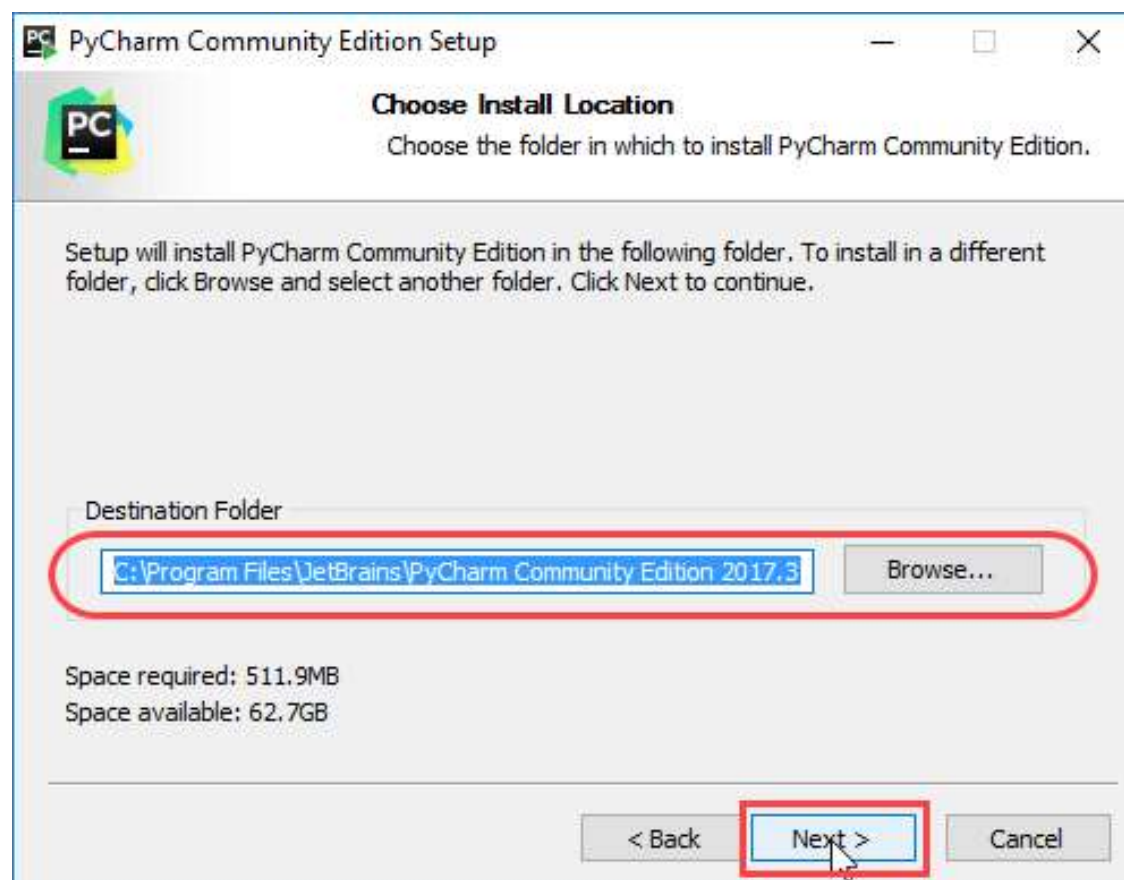 PC PyCharm Community Edition Setup
PC
Choose Install Location
Choose the folder in which to install PyCharm Community Edition.
Setup will install PyCharm Community Edition in the following folder. To install in a different
folder, click Browse and select another folder. Click Next to continue.
Destination Folder
C:\Program Files\JetBrains\PyCharm Community Edition 2017.3
Browse...
Space required: 511.9MB
Space available: 62.7GB
< Back
Next >
Cancel